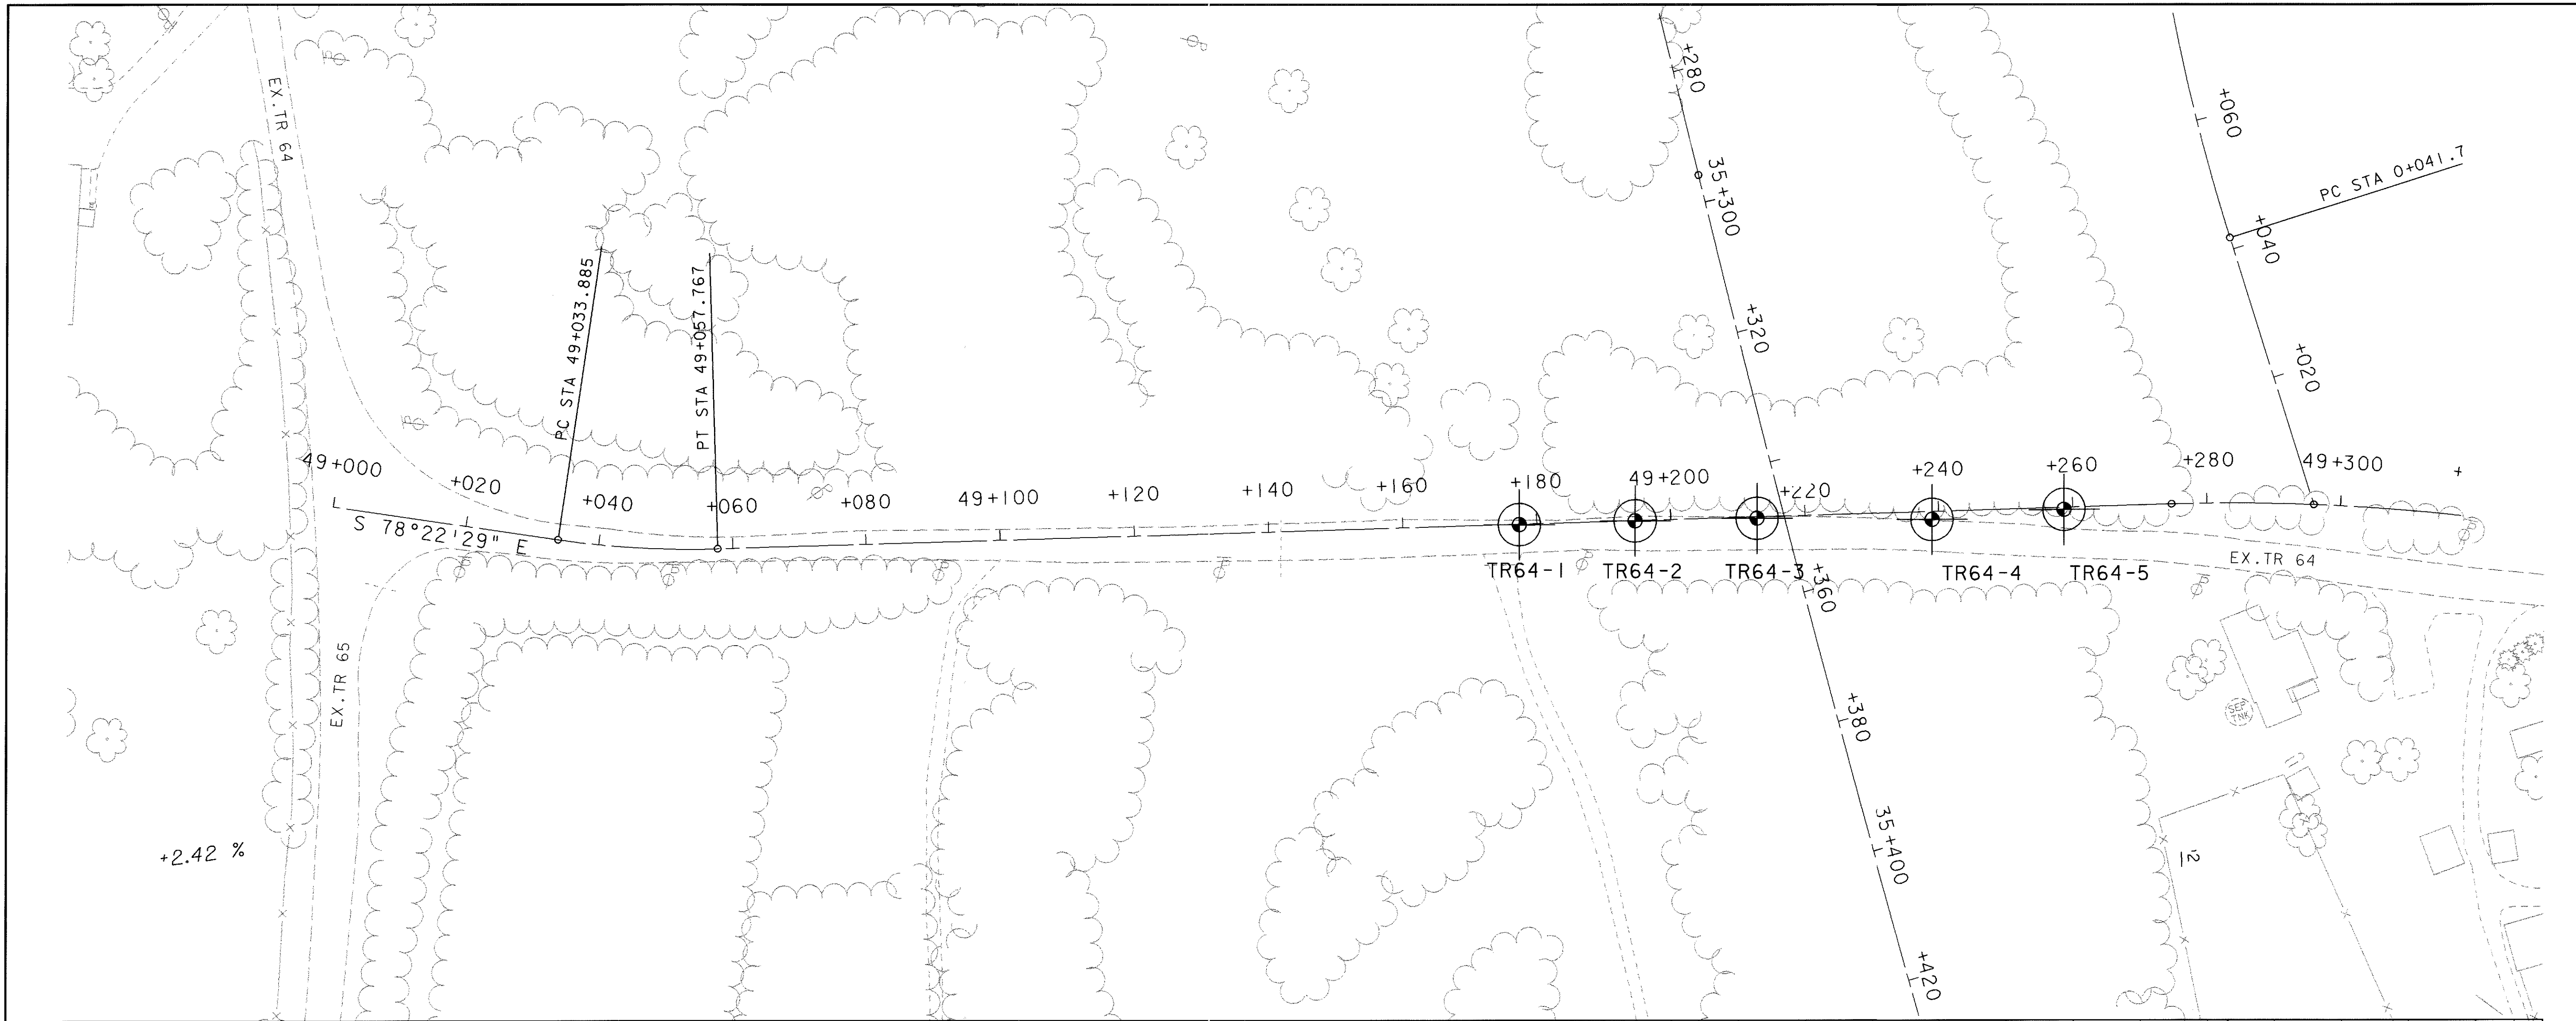 EX.TR 64
+280
35+300
+320
+060
+040
+020
PC STA 0+041.7
PC STA 49+033.885
PT STA 49+057.767
49+000
+020
+040
+060
+080
49+100
+120
+140
+160
+180
49+200
+220
+240
+260
+280
49+300
S 78°22'29" E
TR64-1
TR64-2
TR64-3
TR64-4
TR64-5
EX.TR 64
+360
EX.TR 65
+380
SEP
TNK
35+400
+2.42 %
+420